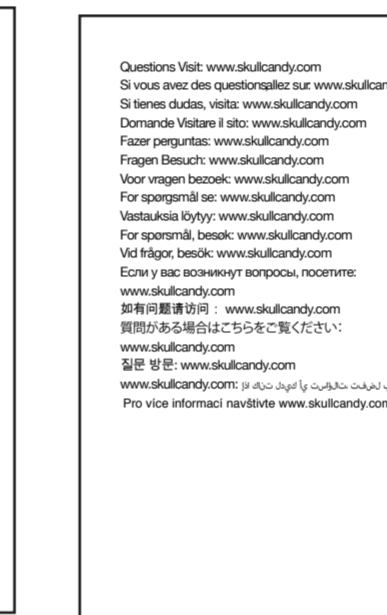 Questions Visit: www.skullcandy.com
Si vous avez des questionsallez sur: www.skullcan
Si tienes dudas, visita: www.skullcandy.com
Domande Visitare il sito: www.skullcandy.com
Fazer perguntas: www.skullcandy.com
Fragen Besuch: www.skullcandy.com
Voor vragen bezoek: www.skullcandy.com
For spørgsmål se: www.skullcandy.com
Vastauksia löytyy: www.skullcandy.com
For spørsmål, besøk: www.skullcandy.com
Vid frågor, besök: www.skullcandy.com
Если у вас возникнут вопросы, посетите:
www.skullcandy.com
如有问题请访问： www.skullcandy.com
質問がある場合はこちらをご覧ください：
www.skullcandy.com
질문 방문: www.skullcandy.com
www.skullcandy.com:
Pro více informaci navštivte www.skullcandy.com